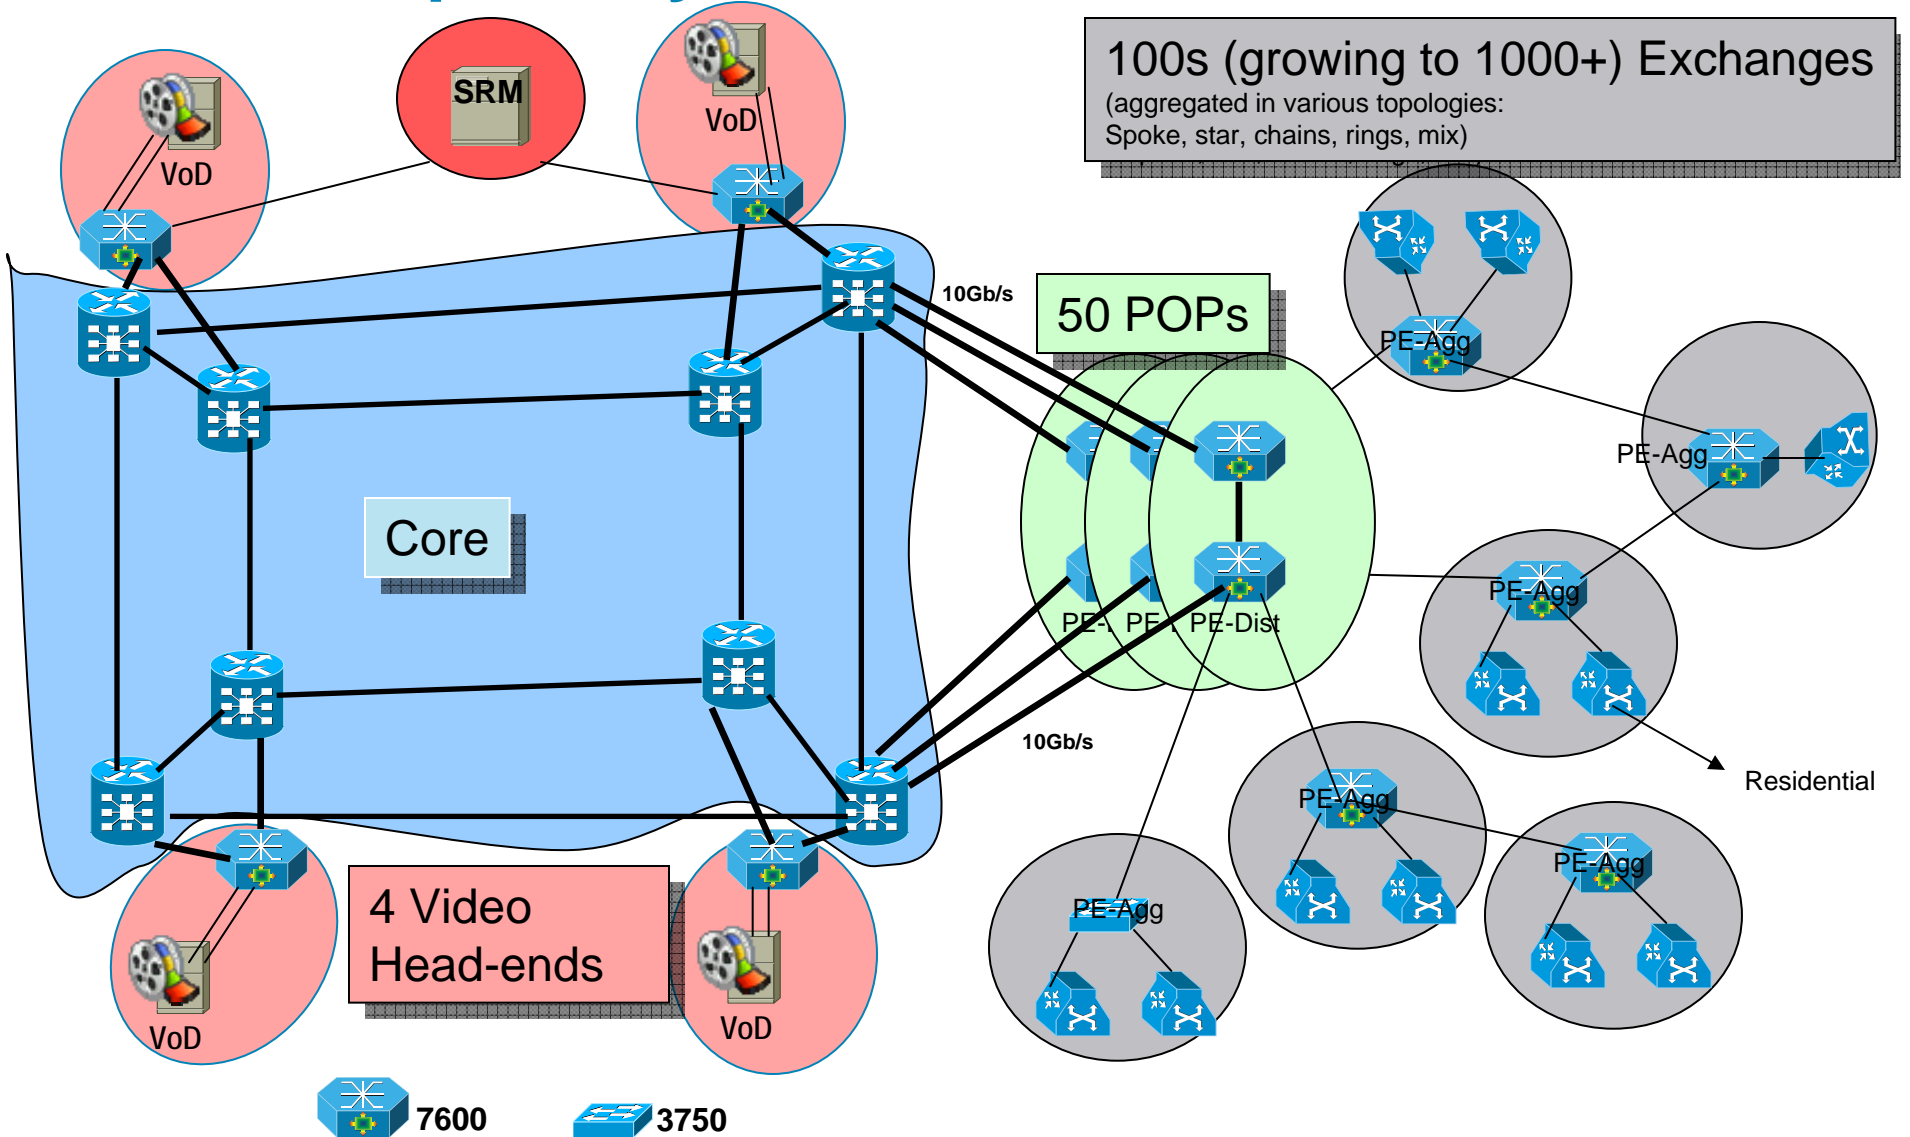 SRM
VoD
VoD
100s (growing to 1000+) Exchanges
(aggregated in various topologies:
Spoke, star, chains, rings, mix)
10Gb/s
50 POPs
PE-Agg
PE-Agg
Core
PE-Agg
PE-
PE-
PE-Dist
10Gb/s
Residential
PE-Agg
PE-Agg
PE-Agg
4 Video
Head-ends
VoD
VoD
7600
3750